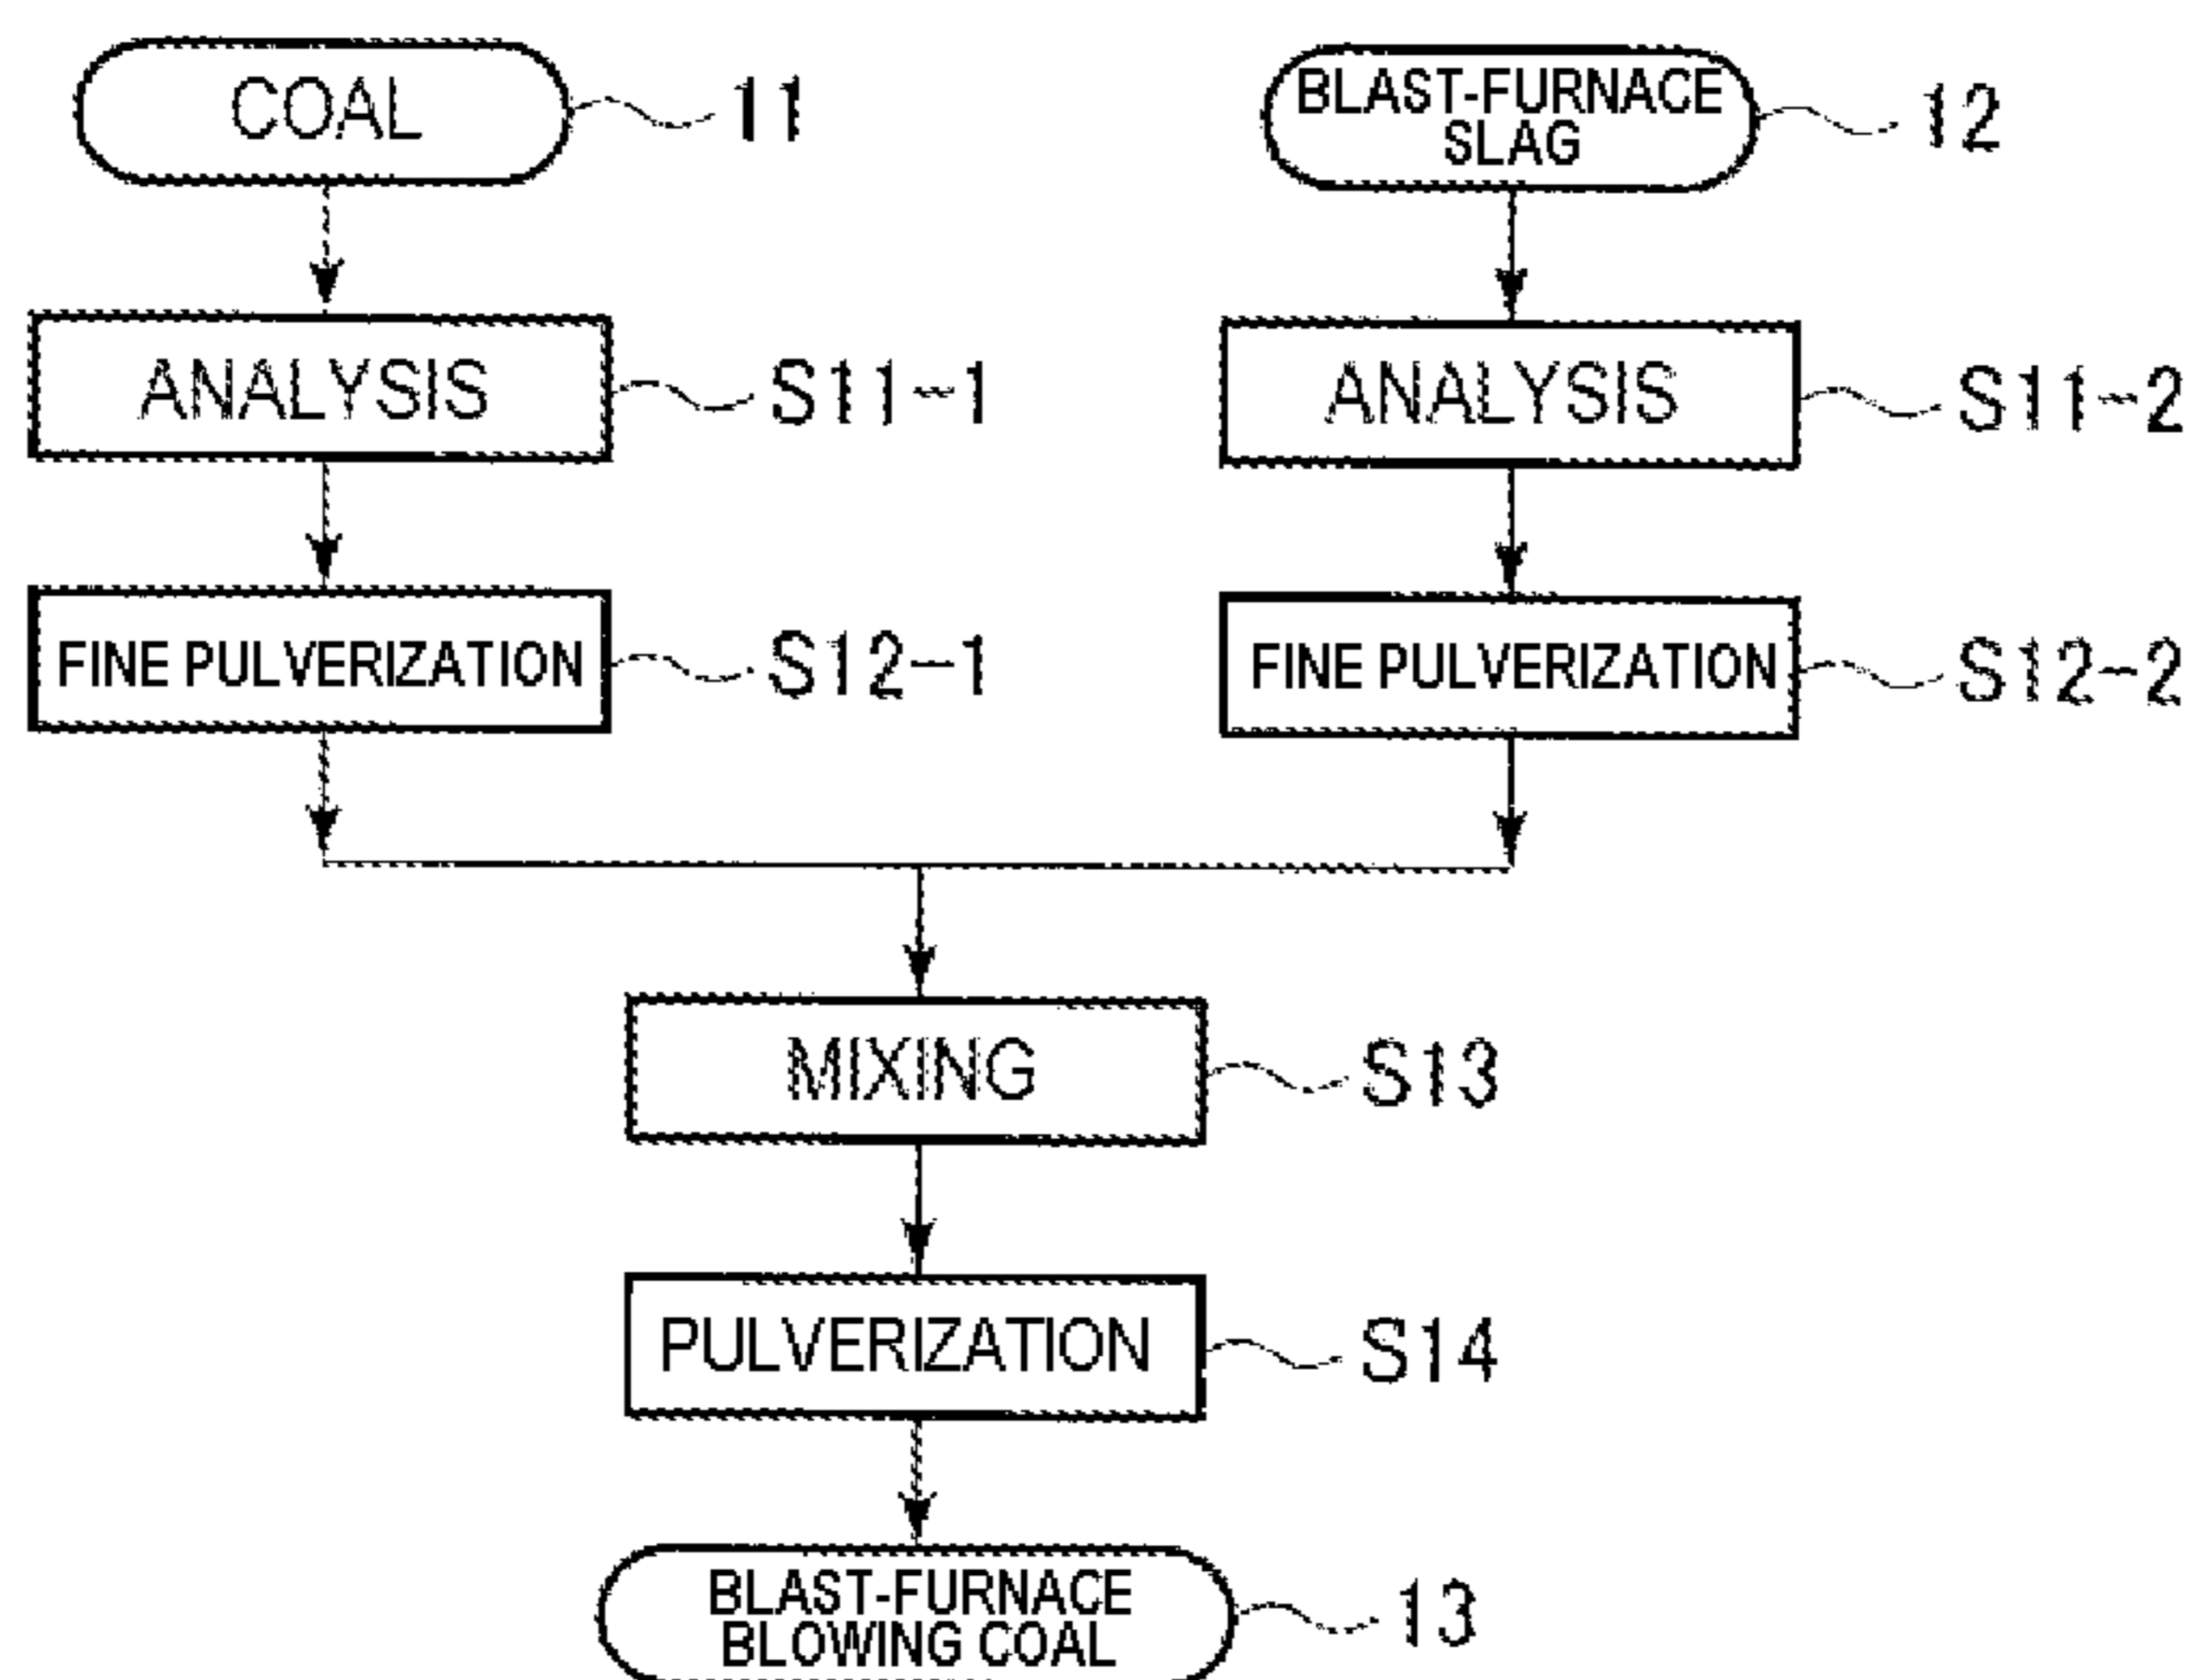 COAL
11
BLAST-FURNACE
SLAG
12
ANALYSIS
S11-1
ANALYSIS
S11-2
FINE PULVERIZATION
S12-1
FINE PULVERIZATION
S12-2
MIXING
S13
PULVERIZATION
S14
BLAST-FURNACE
BLOWING COAL
13